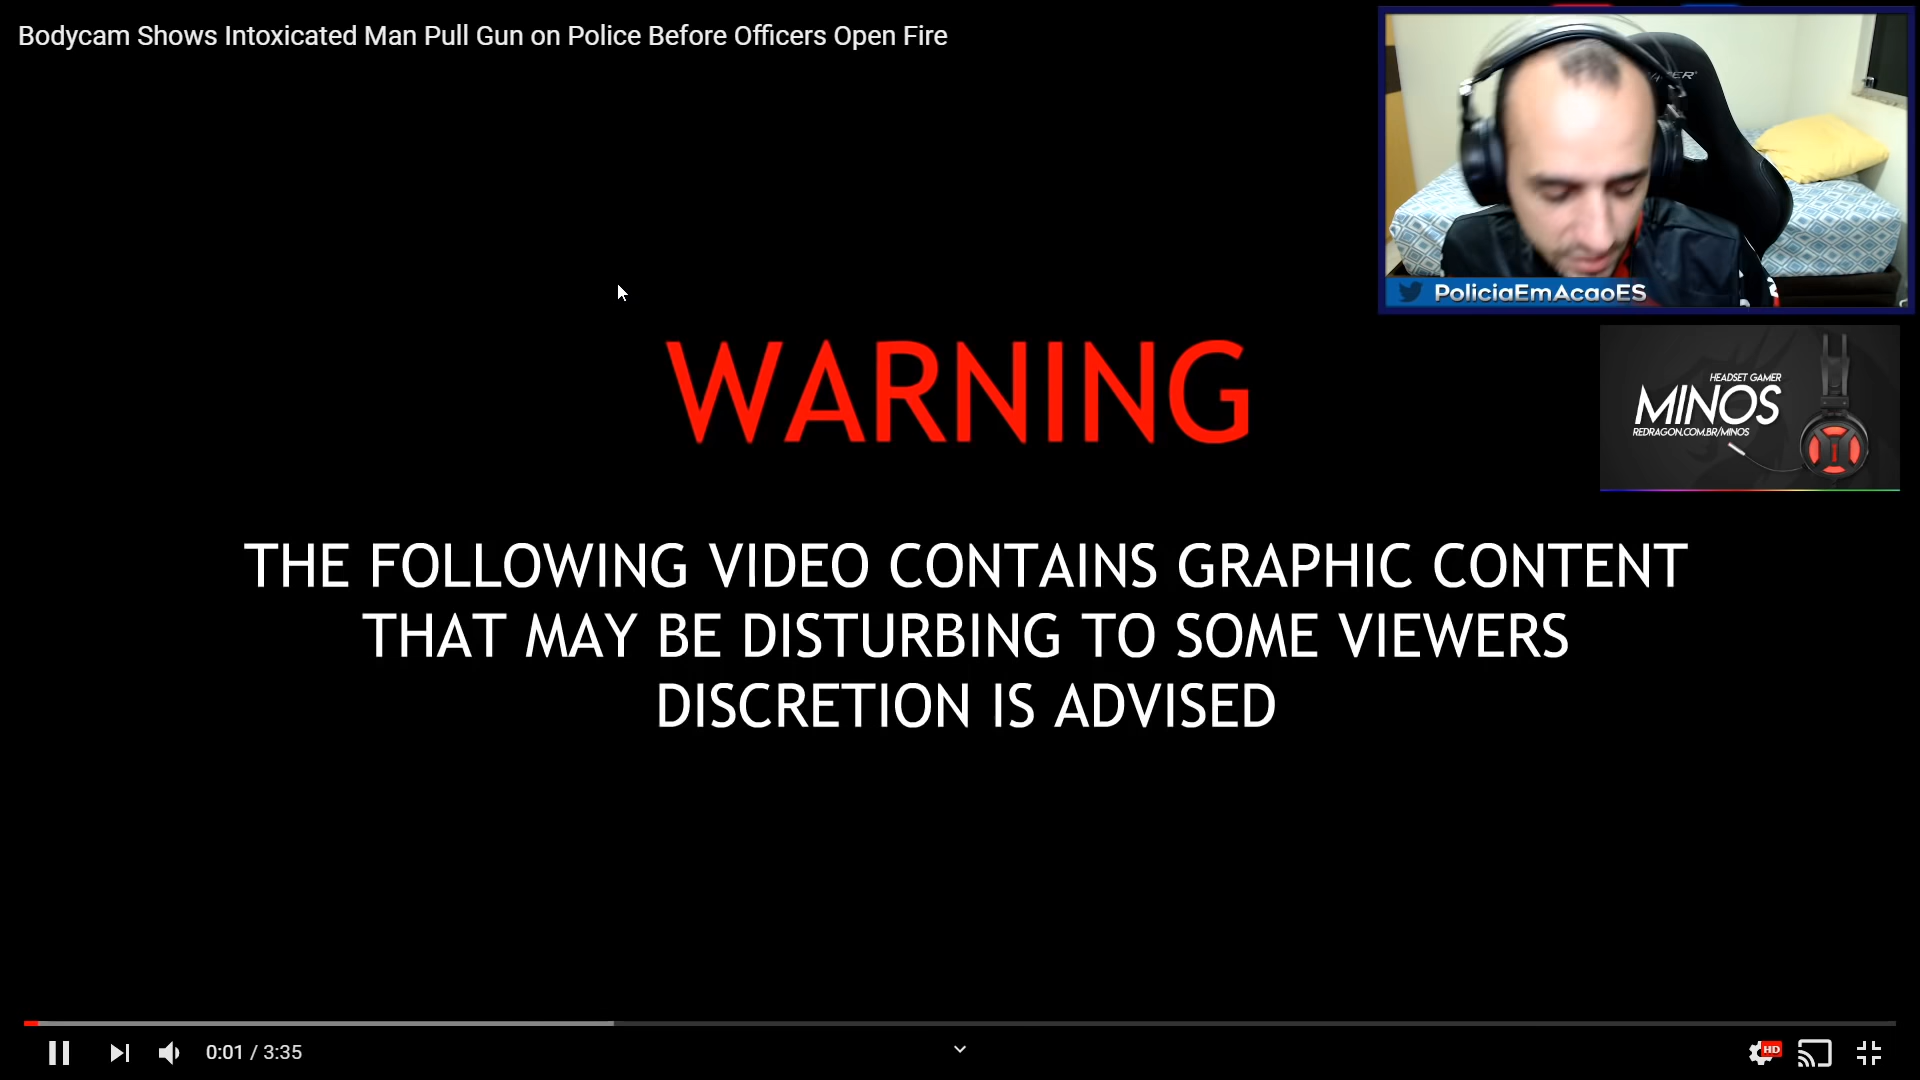 Bodycam Shows Intoxicated Man Pull Gun on Police Before Officers Open Fire
PoliciaEmAcaoES
HEADSET GAMER
MINOS
REDRAGON.COM.BR/MINOS
WARNING
THE FOLLOWING VIDEO CONTAINS GRAPHIC CONTENT
THAT MAY BE DISTURBING TO SOME VIEWERS
DISCRETION IS ADVISED
0:01 / 3:35
HD